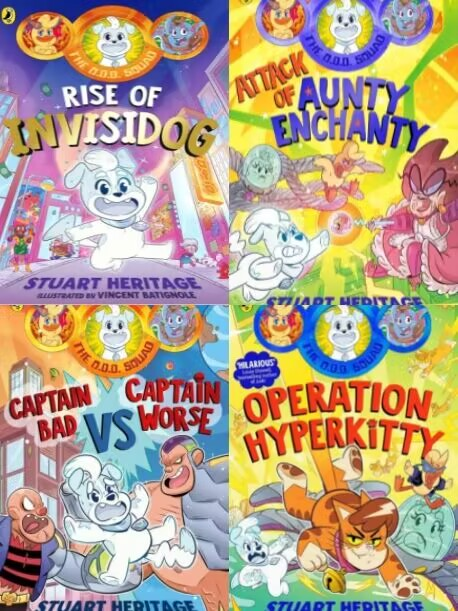 THE O.D.D. SQUAD
RISE OF
INVISIDOG
STUART HERITAGE
ILLUSTRATED BY VINCENT BATIGNOLE
THE O.D.D. SQUAD
ATTACK
OF AUNTY
ENCHANTY
STUART HERITAGE
THE O.D.D. SQUAD
CAPTAIN
BAD
VS
CAPTAIN
WORSE
STUART HERITAGE
THE O.D.D. SQUAD
'HILARIOUS'
OPERATION
HYPERKITTY
STUART HERITAGE